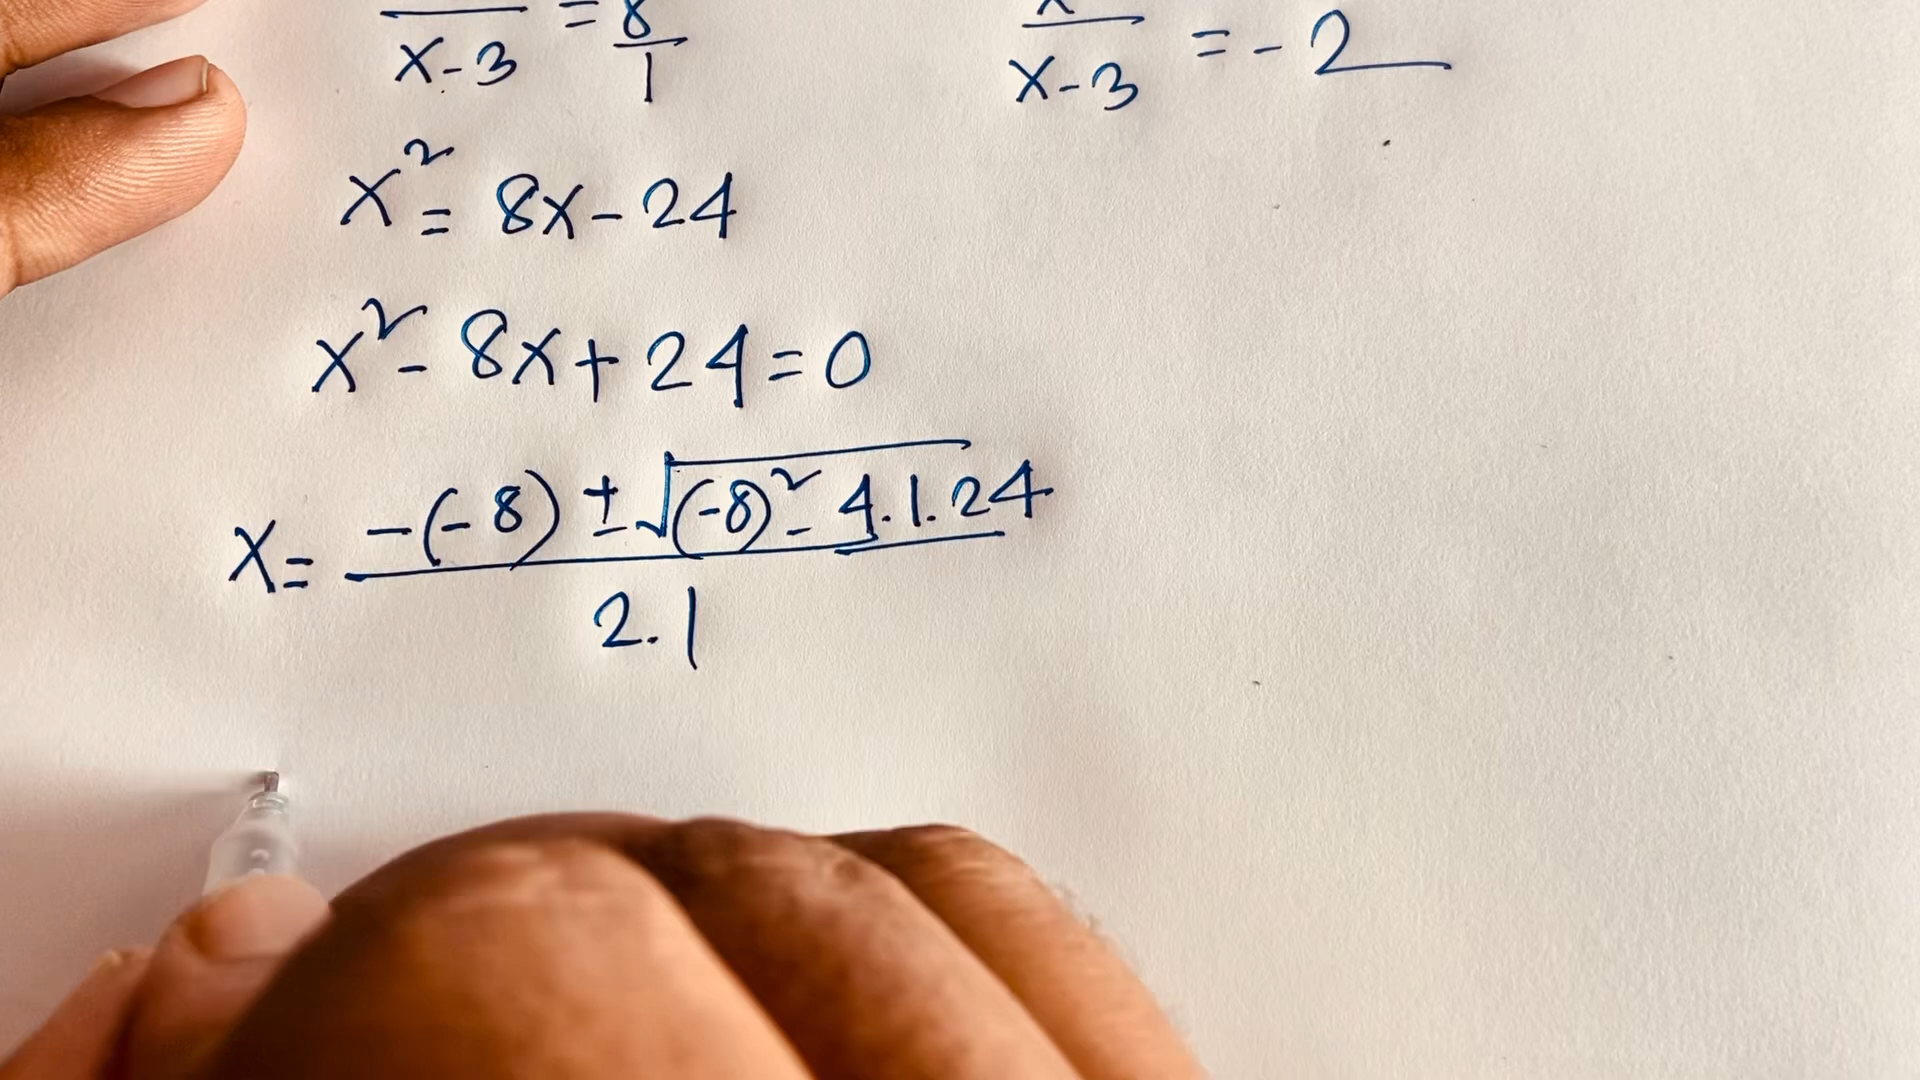 x-3 = 8/1
x/x-3 = -2
x² = 8x-24
x²-8x+24=0
x= -(-8) ± √(-8)²-4.1.24 / 2.1